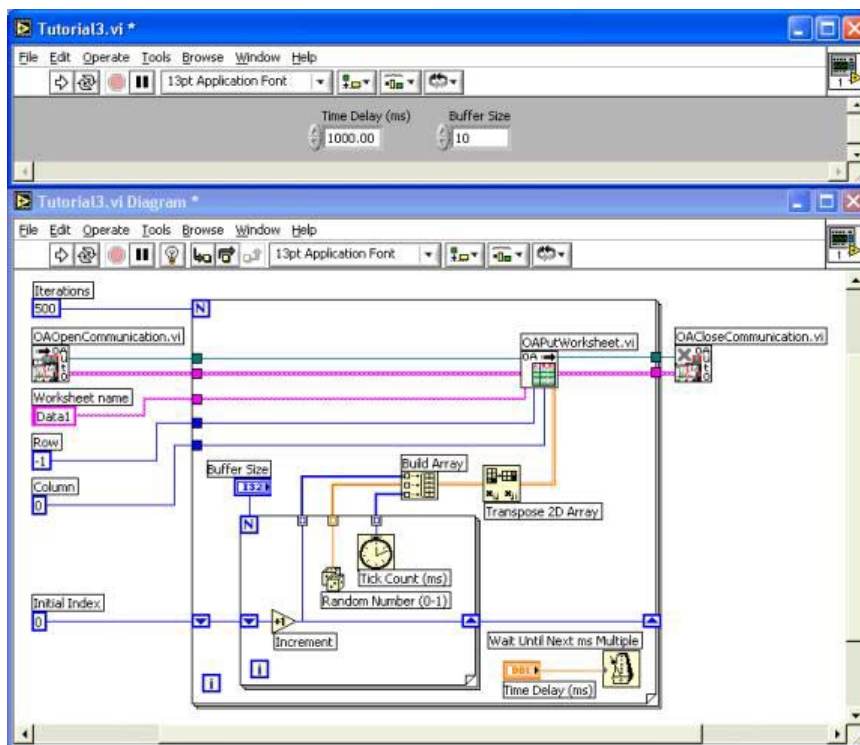 Tutorial3.vi *
File Edit Operate Tools Browse Window Help
13pt Application Font
1
Time Delay (ms)
Buffer Size
1000.00
10
Tutorial3.vi Diagram *
File Edit Operate Tools Browse Window Help
13pt Application Font
1
Iterations
500
N
OAOpenCommunication.vi
OAPutWorksheet.vi
OACloseCommunication.vi
OA
Worksheet name
Data1
Row
-1
Column
0
Buffer Size
I32
Build Array
Transpose 2D Array
N
Tick Count (ms)
Random Number (0-1)
Initial Index
0
+1
Increment
Wait Until Next ms Multiple
i
DBL
i
Time Delay (ms)